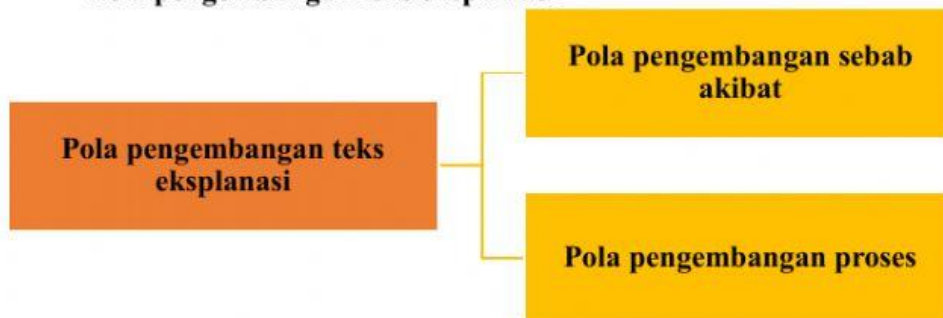 Pola pengembangan sebab
akibat
Pola pengembangan teks
eksplanasi
Pola pengembangan proses